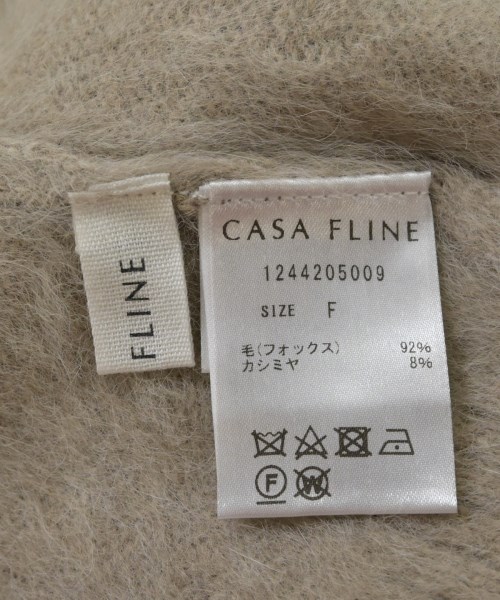 FLINE
CASA FLINE
1244205009
SIZE F
毛(フォックス) 92%
カシミヤ 8%
F W